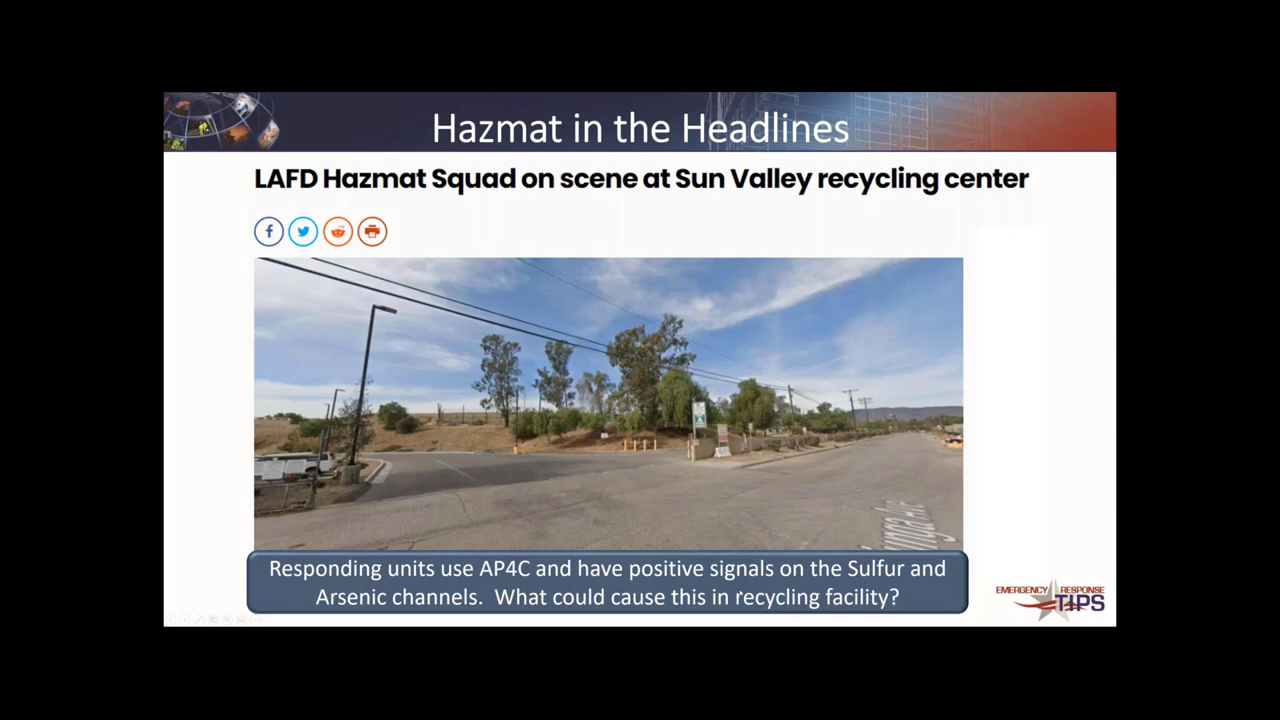 Hazmat in the Headlines
LAFD Hazmat Squad on scene at Sun Valley recycling center
Responding units use AP4C and have positive signals on the Sulfur and
Arsenic channels. What could cause this in recycling facility?
EMERGENCY RESPONSE
TIPS